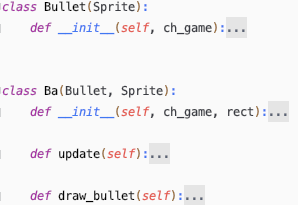 class Bullet(Sprite):
def __init__(self, ch_game):...
class Ba(Bullet, Sprite):
def __init__(self, ch_game, rect):...
def update(self):...
def draw_bullet(self):...